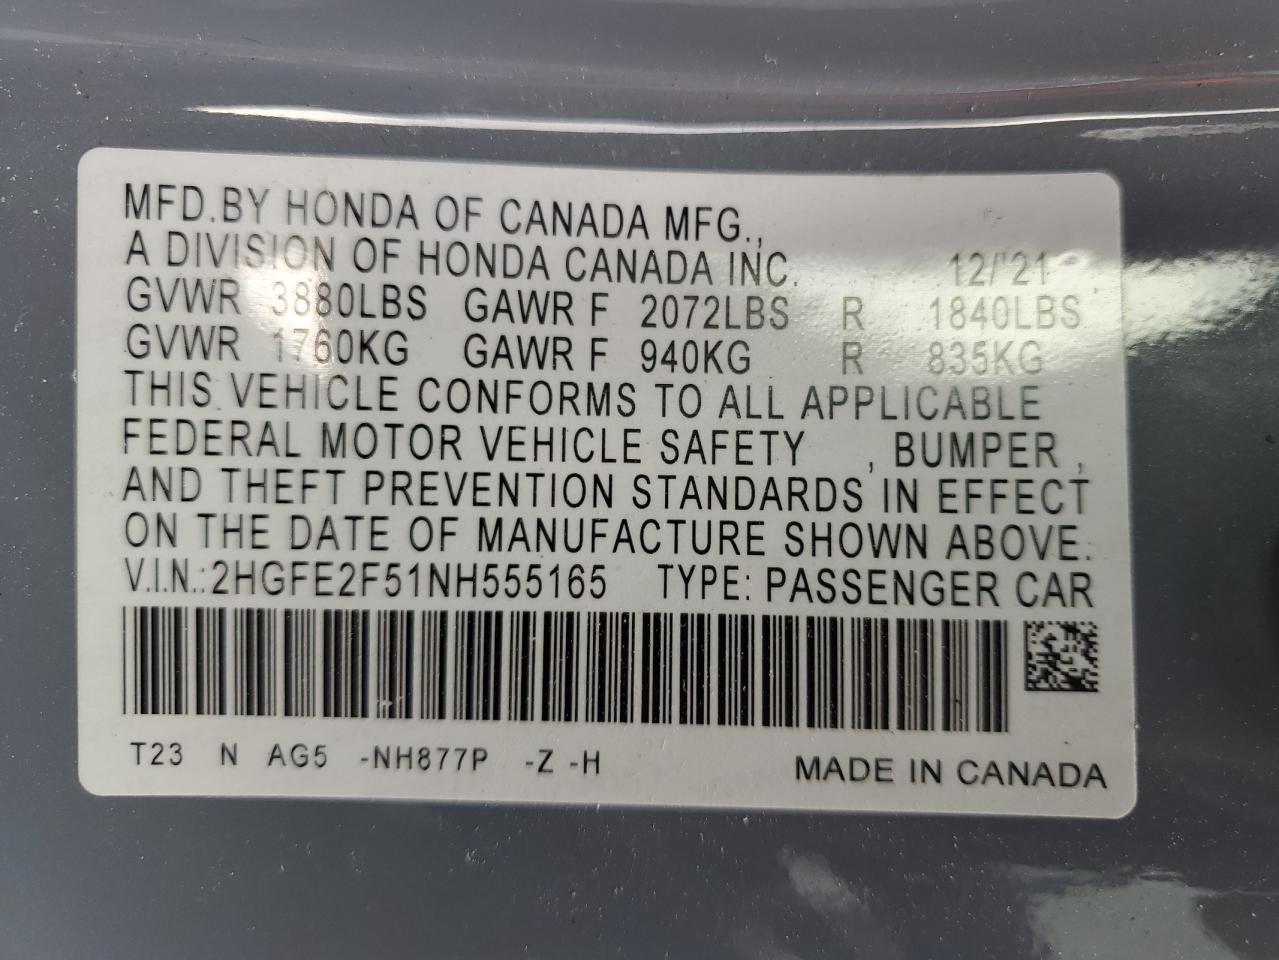 MFD.BY HONDA OF CANADA MFG.,
A DIVISION OF HONDA CANADA INC. 12/'21
GVWR 3880LBS GAWR F 2072LBS R 1840LBS
GVWR 1760KG GAWR F 940KG R 835KG
THIS VEHICLE CONFORMS TO ALL APPLICABLE
FEDERAL MOTOR VEHICLE SAFETY , BUMPER ,
AND THEFT PREVENTION STANDARDS IN EFFECT
ON THE DATE OF MANUFACTURE SHOWN ABOVE.
V.I.N.:2HGFE2F51NH555165 TYPE: PASSENGER CAR
T23 N AG5 -NH877P -Z -H MADE IN CANADA